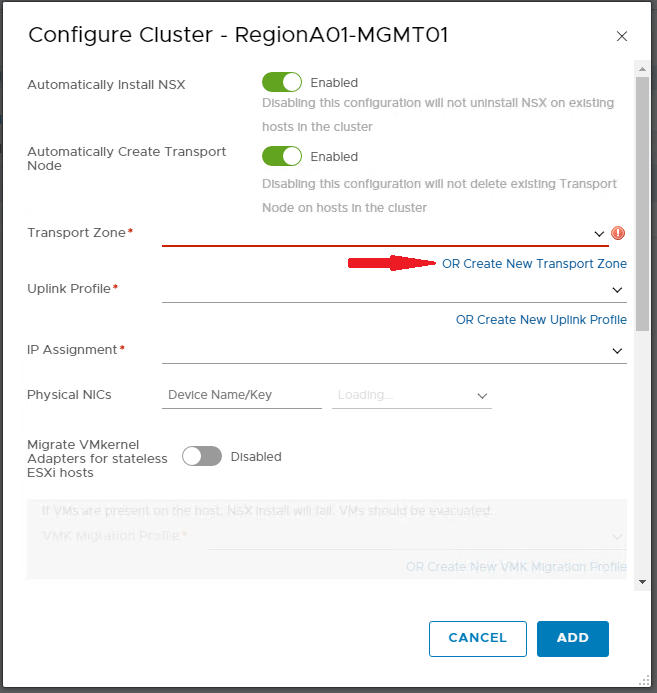 Configure Cluster - RegionA01-MGMT01
Automatically Install NSX
Enabled
Disabling this configuration will not uninstall NSX on existing
hosts in the cluster
Automatically Create Transport
Node
Enabled
Disabling this configuration will not delete existing Transport
Node on hosts in the cluster
Transport Zone*
OR Create New Transport Zone
Uplink Profile*
OR Create New Uplink Profile
IP Assignment*
Physical NICs
Device Name/Key
Loading...
Migrate VMkernel
Adapters for stateless
ESXi hosts
Disabled
If VMs are present on the host, NSX install will fail. VMs should be evacuated.
VMK Migration Profile*
OR Create New VMK Migration Profile
CANCEL
ADD